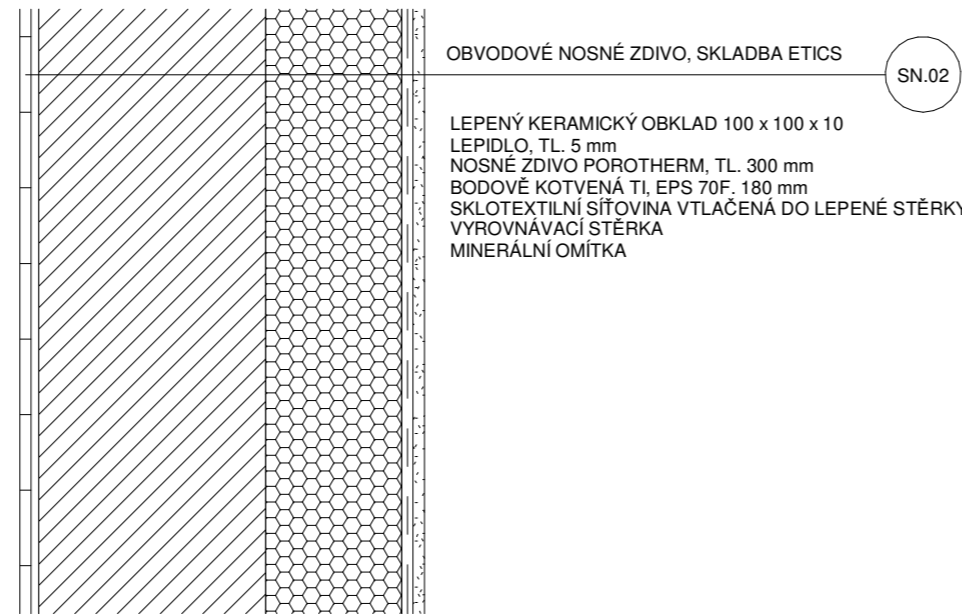 OBVODOVÉ NOSNÉ ZDIVO, SKLADBA ETICS
SN.02
LEPENÝ KERAMICKÝ OBKLAD 100 x 100 x 10
LEPIDLO, TL. 5 mm
NOSNÉ ZDIVO POROTHERM, TL. 300 mm
BODOVĚ KOTVENÁ TI, EPS 70F. 180 mm
SKLOTEXTILNÍ SÍŤOVINA VTLAČENÁ DO LEPENÉ STĚRKY
VYROVNÁVACÍ STĚRKA
MINERÁLNÍ OMÍTKA